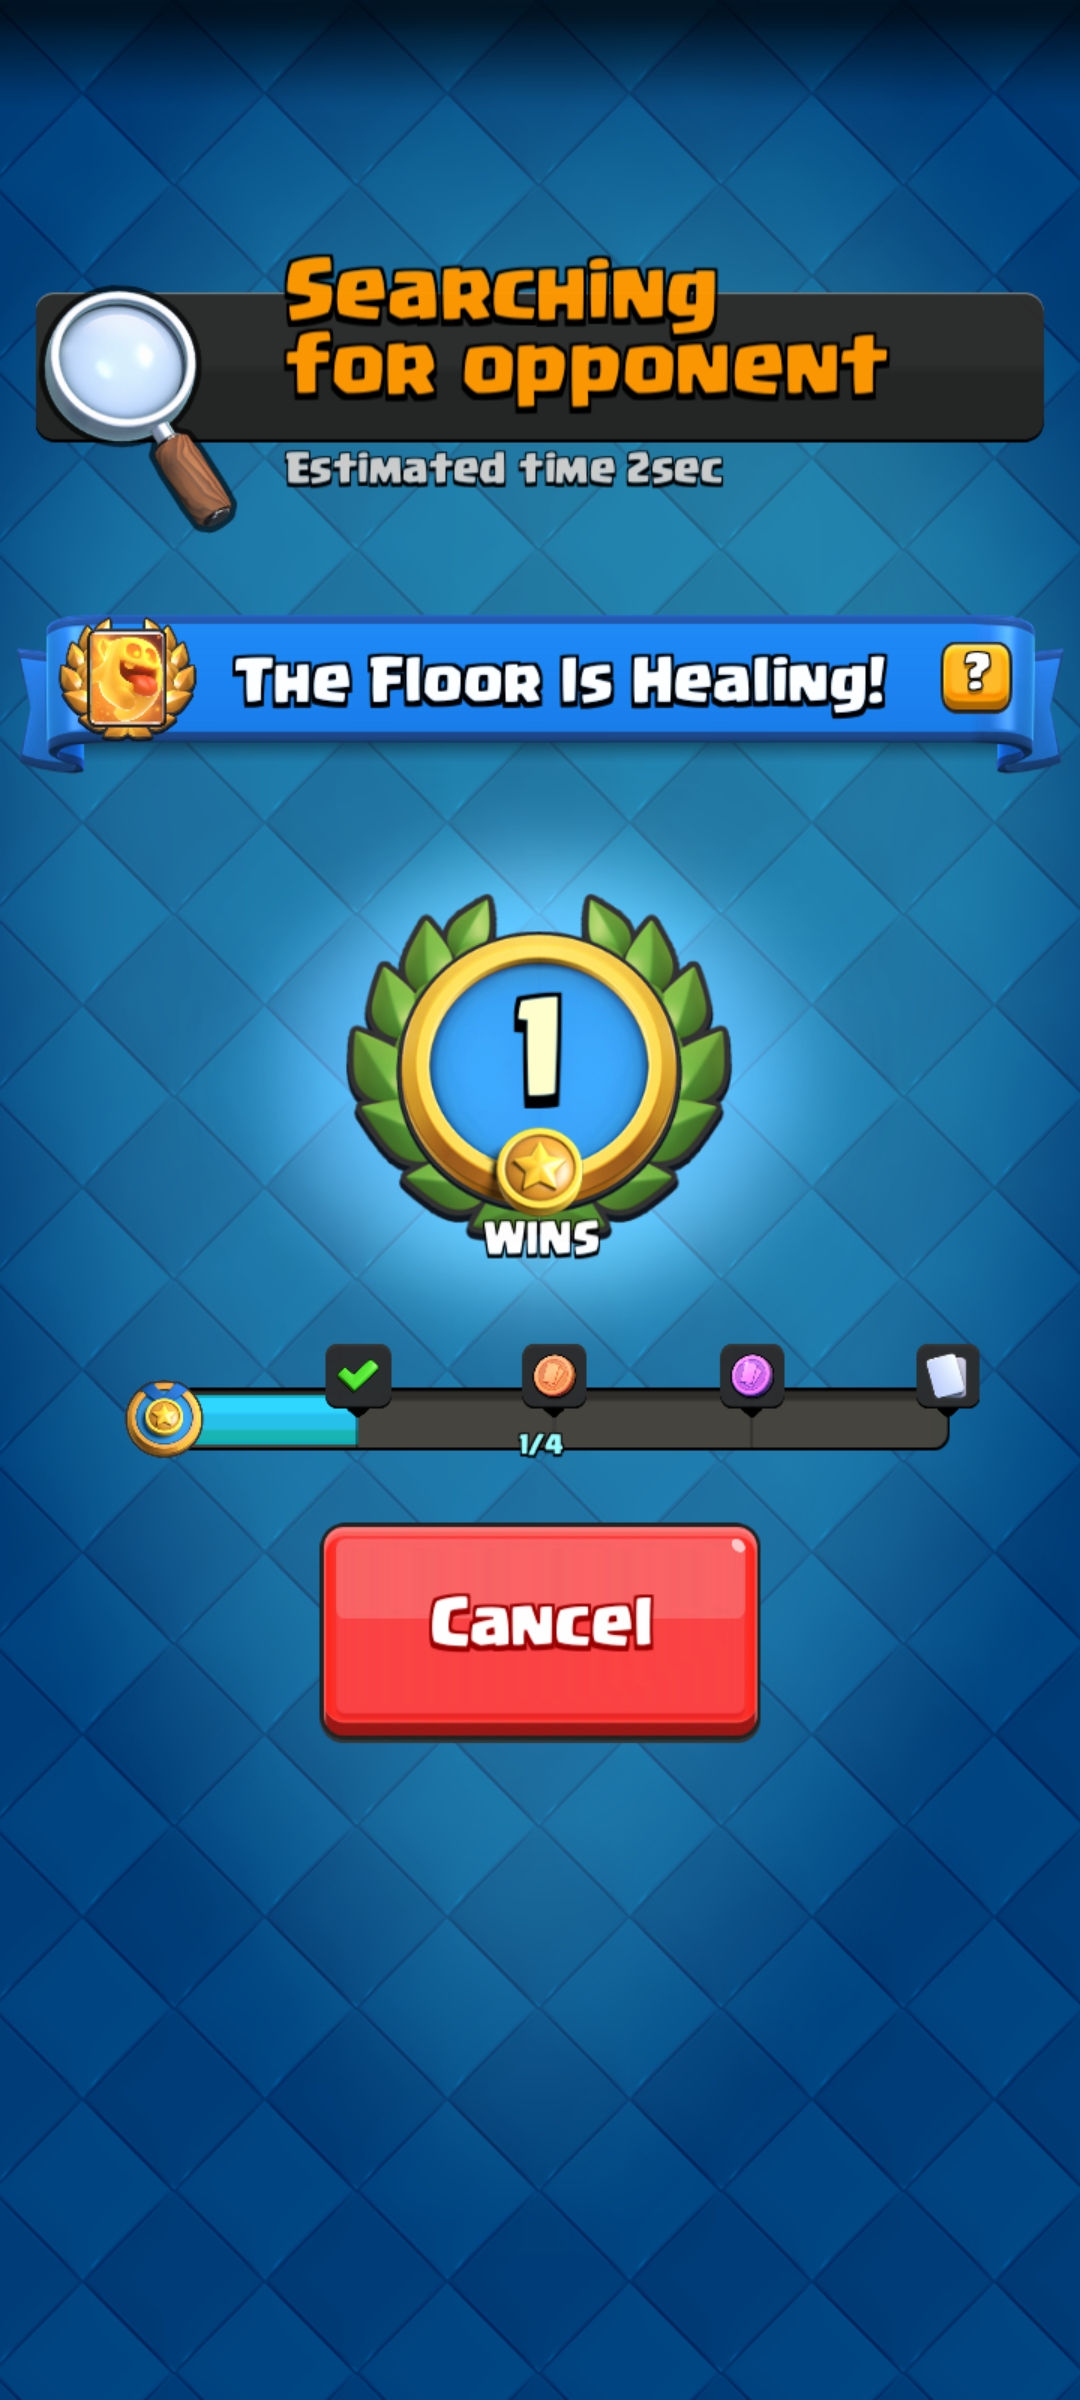 Searching
for opponent
Estimated time 2sec
The Floor Is Healing!
?
1
WINS
1/4
Cancel